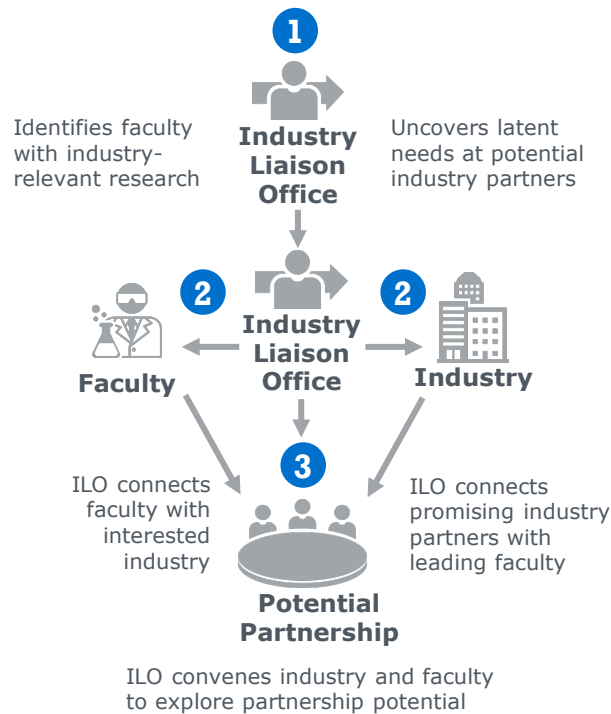 1
Identifies faculty
with industry-
relevant research
Industry
Liaison
Office
Uncovers latent
needs at potential
industry partners
2
2
Faculty
Industry
Liaison
Office
Industry
3
ILO connects
faculty with
interested
industry
ILO connects
promising industry
partners with
leading faculty
Potential
Partnership
ILO convenes industry and faculty
to explore partnership potential